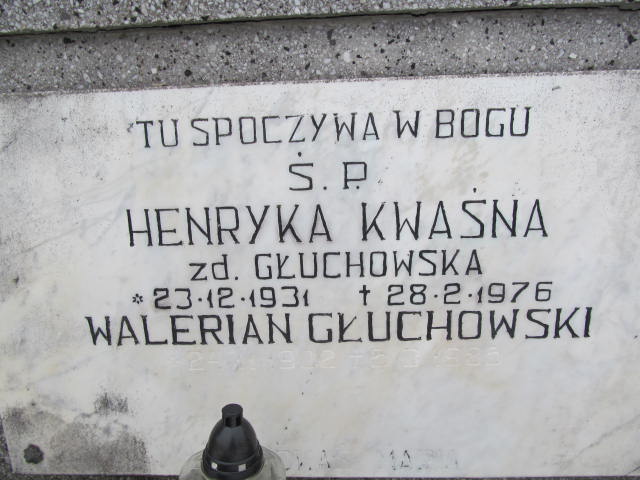 TU SPOCZYWA W BOGU
Ś. P.
HENRYKA KWAŚNA
zd. GŁUCHOWSKA
* 23·12·1931 † 28·2·1976
WALERIAN GŁUCHOWSKI